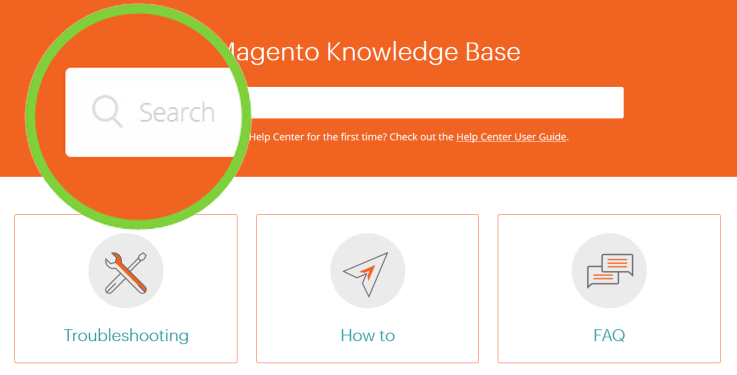 Magento Knowledge Base
Search
Help Center for the first time? Check out the Help Center User Guide.
Troubleshooting
How to
FAQ